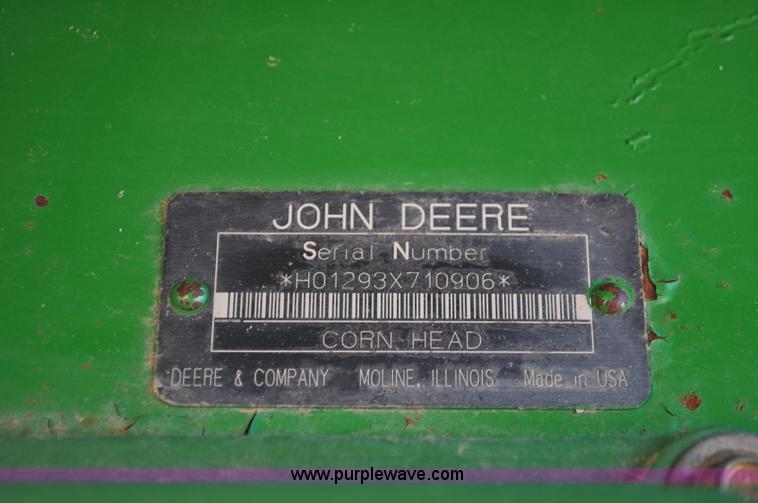 JOHN DEERE
Serial Number
*H01293X710906*
CORN HEAD
DEERE & COMPANY MOLINE, ILLINOIS Made in USA
www.purplewave.com